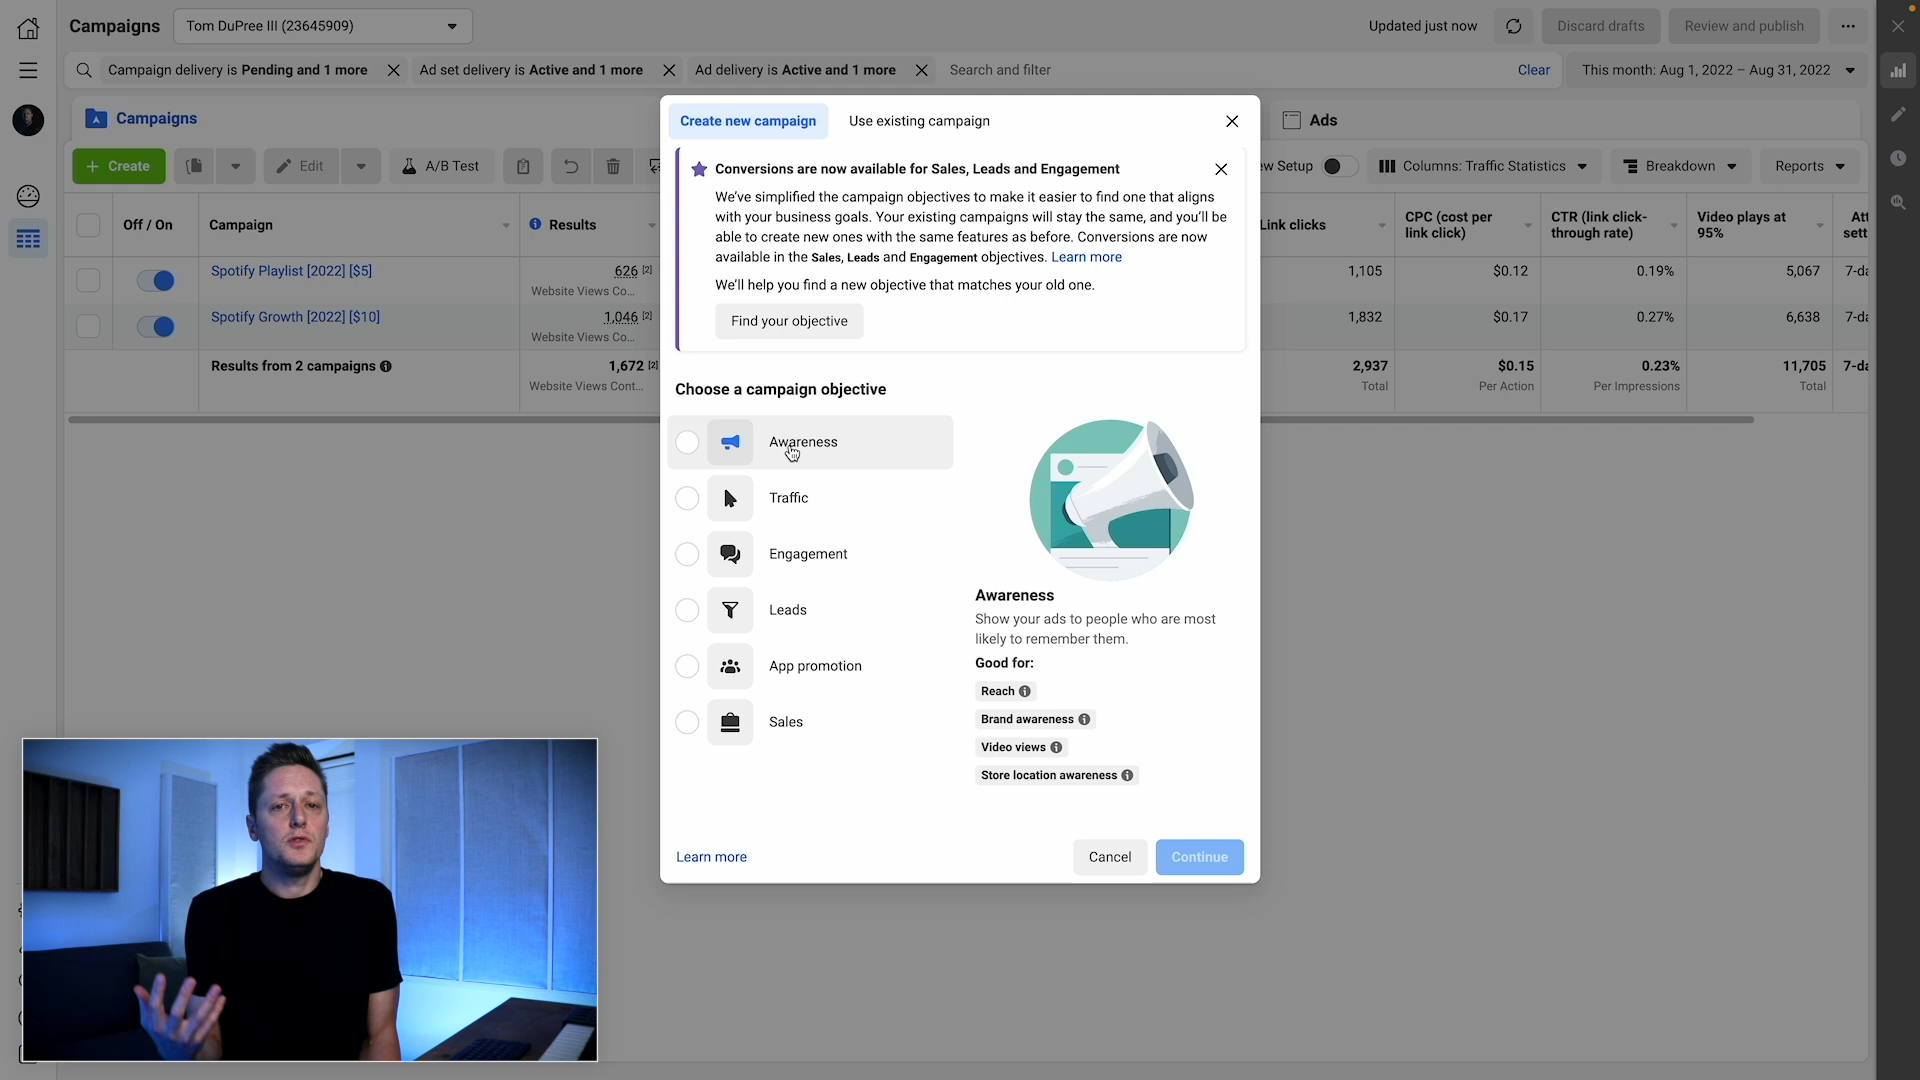 Campaigns
Tom DuPree III (23645909)
Updated just now
Discard drafts
Review and publish
Campaign delivery is Pending and 1 more
Ad set delivery is Active and 1 more
Ad delivery is Active and 1 more
Search and filter
Clear
This month: Aug 1, 2022 – Aug 31, 2022
Campaigns
Ads
+ Create
Edit
A/B Test
Setup
Columns: Traffic Statistics
Breakdown
Reports
Off / On
Campaign
Results
Link clicks
CPC (cost per
link click)
CTR (link click-
through rate)
Video plays at
95%
Spotify Playlist [2022] [$5]
626 [2]
Website Views Co...
1,105
$0.12
0.19%
5,067
Spotify Growth [2022] [$10]
1,046 [2]
Website Views Co...
1,832
$0.17
0.27%
6,638
Results from 2 campaigns
1,672 [2]
Website Views Cont...
2,937
Total
$0.15
Per Action
0.23%
Per Impressions
11,705
Total
Create new campaign
Use existing campaign
Conversions are now available for Sales, Leads and Engagement
We've simplified the campaign objectives to make it easier to find one that aligns
with your business goals. Your existing campaigns will stay the same, and you'll be
able to create new ones with the same features as before. Conversions are now
available in the Sales, Leads and Engagement objectives. Learn more
We'll help you find a new objective that matches your old one.
Find your objective
Choose a campaign objective
Awareness
Traffic
Engagement
Leads
App promotion
Sales
Awareness
Show your ads to people who are most
likely to remember them.
Good for:
Reach
Brand awareness
Video views
Store location awareness
Learn more
Cancel
Continue